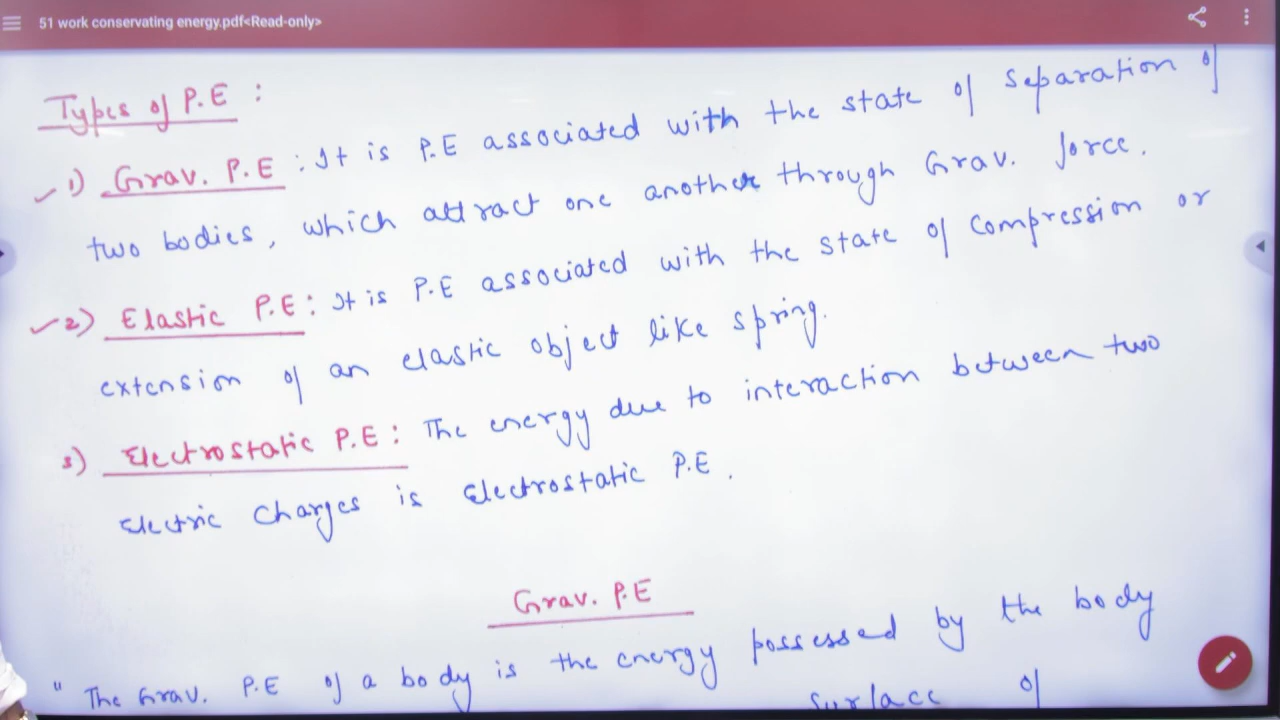 51 work conservating energy.pdf<Read-only>
Types of P.E :
1) Grav. P.E : It is P.E associated with the state of separation of
two bodies, which attract one another through Grav. force.
2) Elastic P.E : It is P.E associated with the state of compression or
extension of an elastic object like spring.
3) Electrostatic P.E : The energy due to interaction between two
Electric charges is Electrostatic P.E.
Grav. P.E
" The Grav. P.E of a body is the energy possessed by the body
surface of